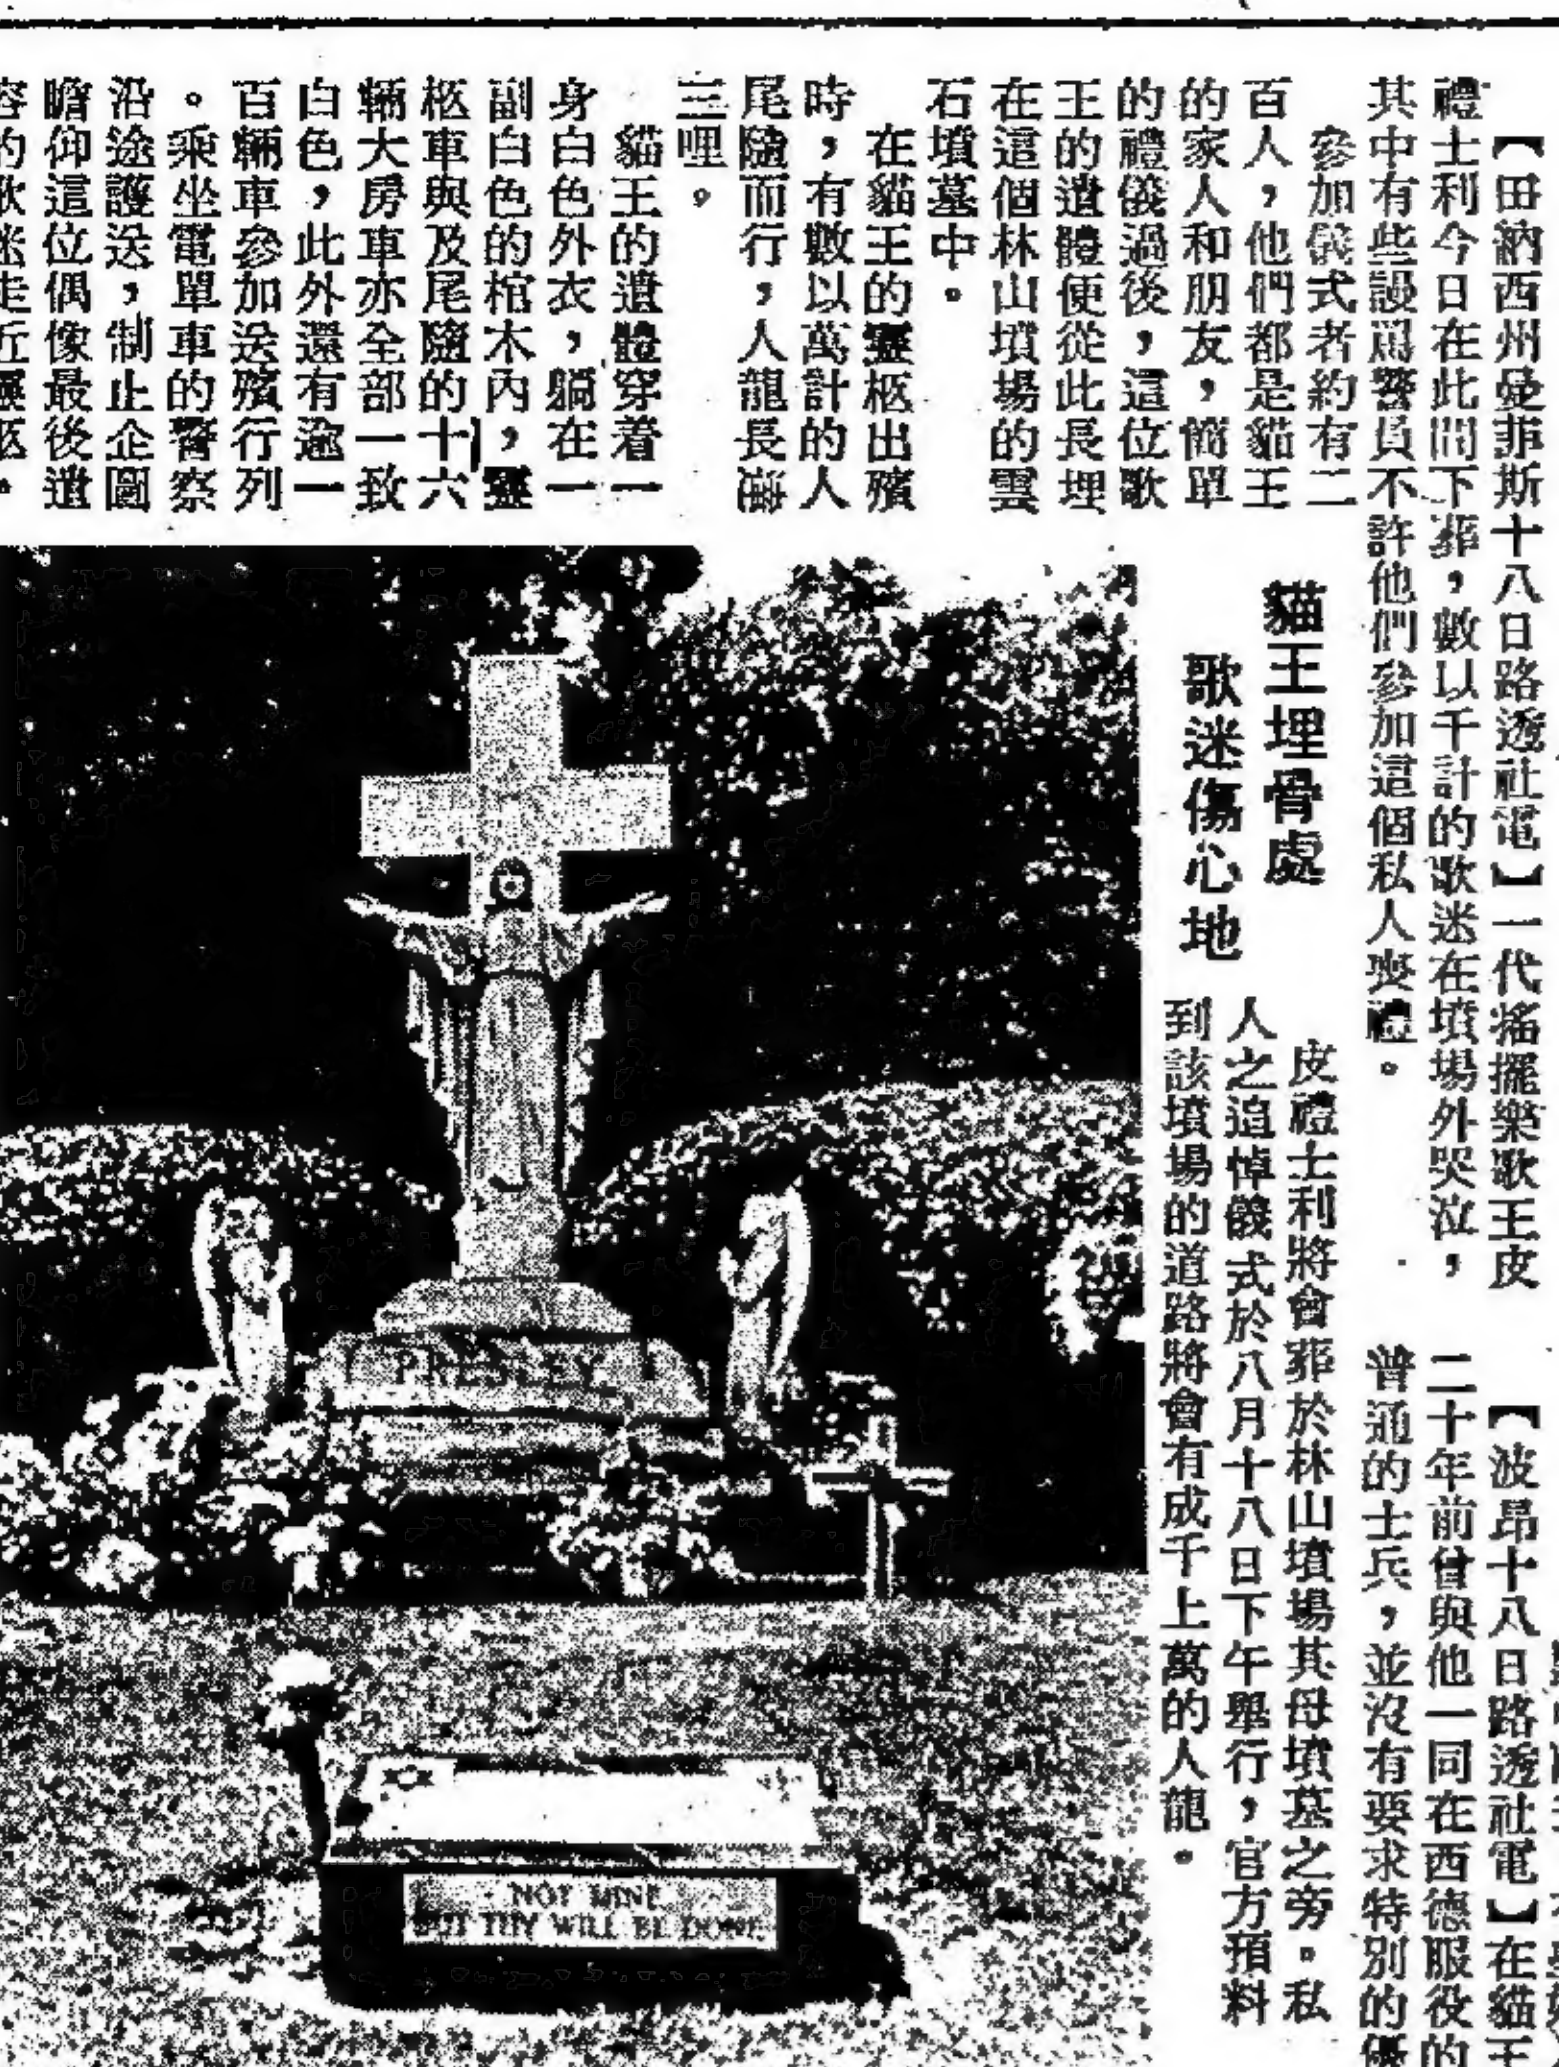 【田納西州曼菲斯十八日路透社電】一代搖擺樂歌王皮
禮士利今日在此間下葬，數以千計的歌迷在墳場外哭泣，
其中有些謾罵警員不許他們參加這個私人喪禮。
參加儀式者約有二
百人，他們都是貓王
的家人和朋友，簡單
的禮儀過後，這位歌
王的遺體便從此長埋
在這個林山墳場的雲
石墳墓中。
在貓王的靈柩出殯
時，有數以萬計的人
尾隨而行，人龍長達
三哩。
貓王的遺體穿着一
身白色外衣，躺在一
副白色的棺木內，靈
柩車與及尾隨的十六
輛大房車亦全部一致
白色，此外還有逾一
百輛車參加送殯行列
。乘坐電單車的警察
沿途護送，制止企圖
瞻仰這位偶像最後遺
容的歌迷走近靈柩。
貓王埋骨處
歌迷傷心地
皮禮士利將會葬於林山墳場其母墳墓之旁。私
人之追悼儀式於八月十八日下午舉行，官方預料
到該墳場的道路將會有成千上萬的人龍。
PRESLEY
NOT MINE
BUT THY WILL BE DONE
【波昂十八日路透社電】在貓王
二十年前曾與他一同在西德服役的
普通的士兵，並沒有要求特別的優